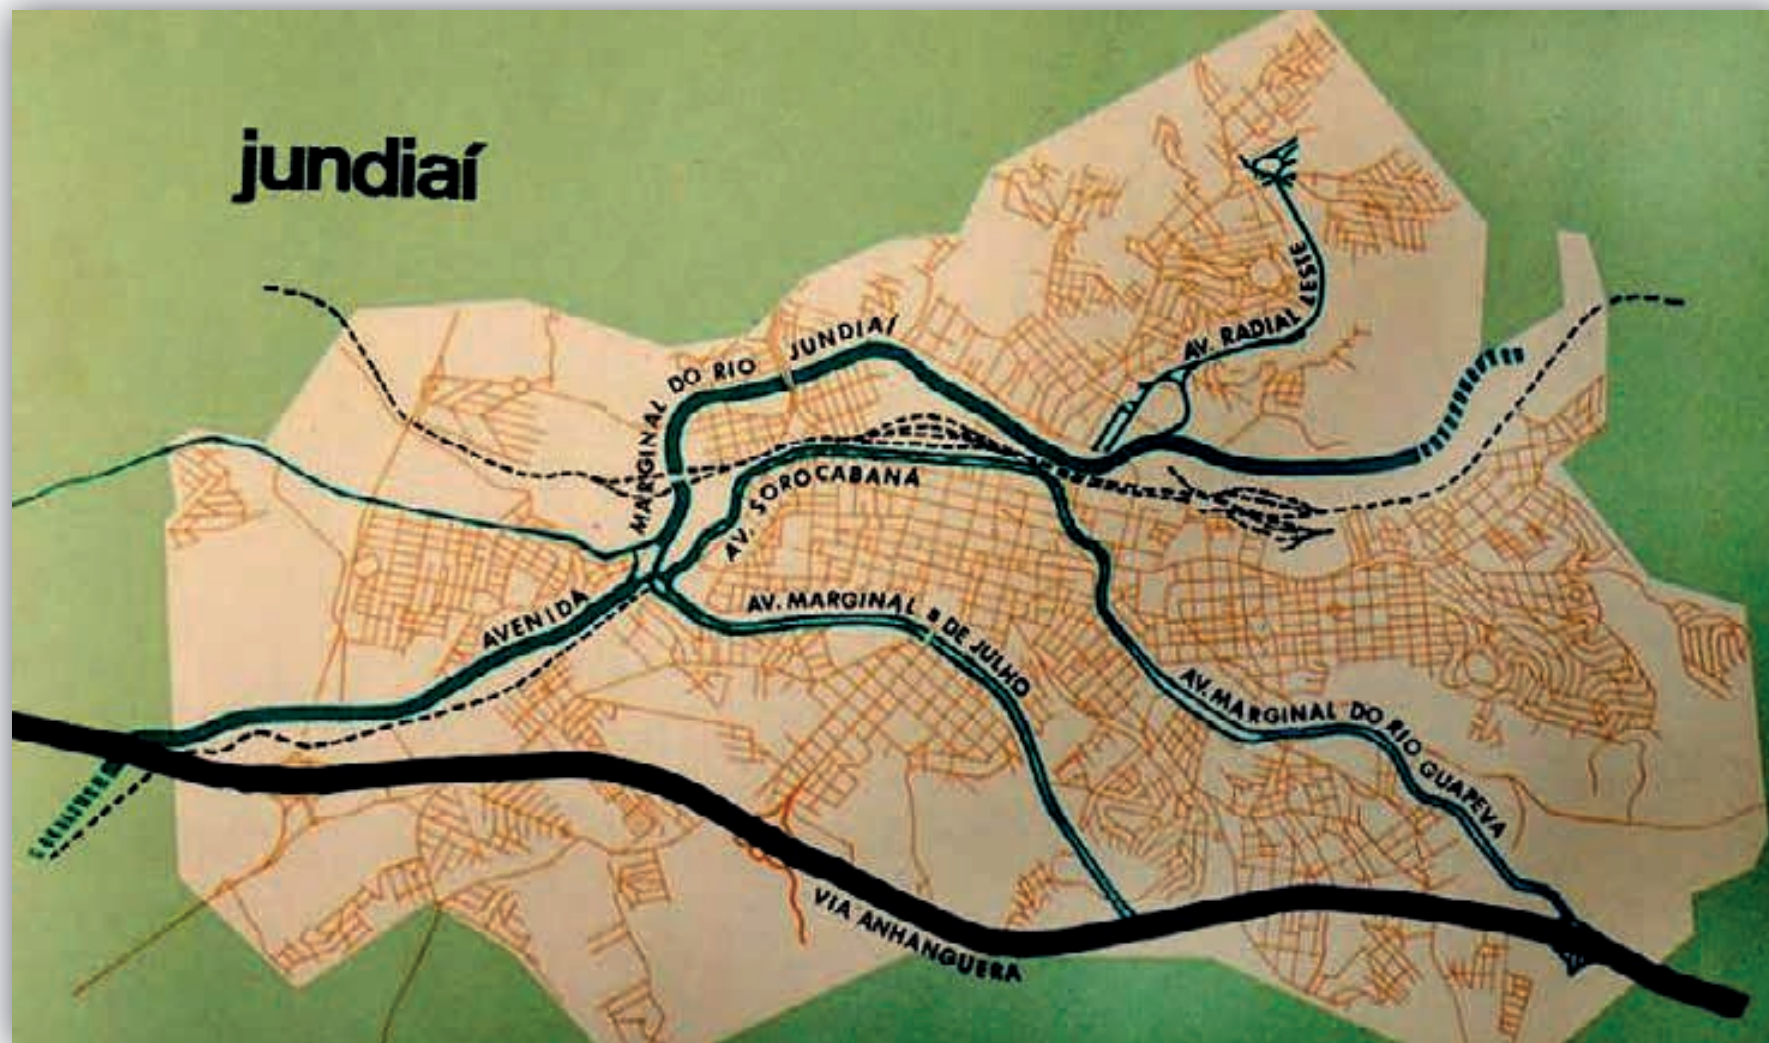 jundiaí
AVENIDA MARGINAL DO RIO JUNDIAÍ
AV. RADIAL LESTE
AV. SOROCABANA
AV. MARGINAL 8 DE JULHO
AV. MARGINAL DO RIO GUAPEVA
VIA ANHANGUERA